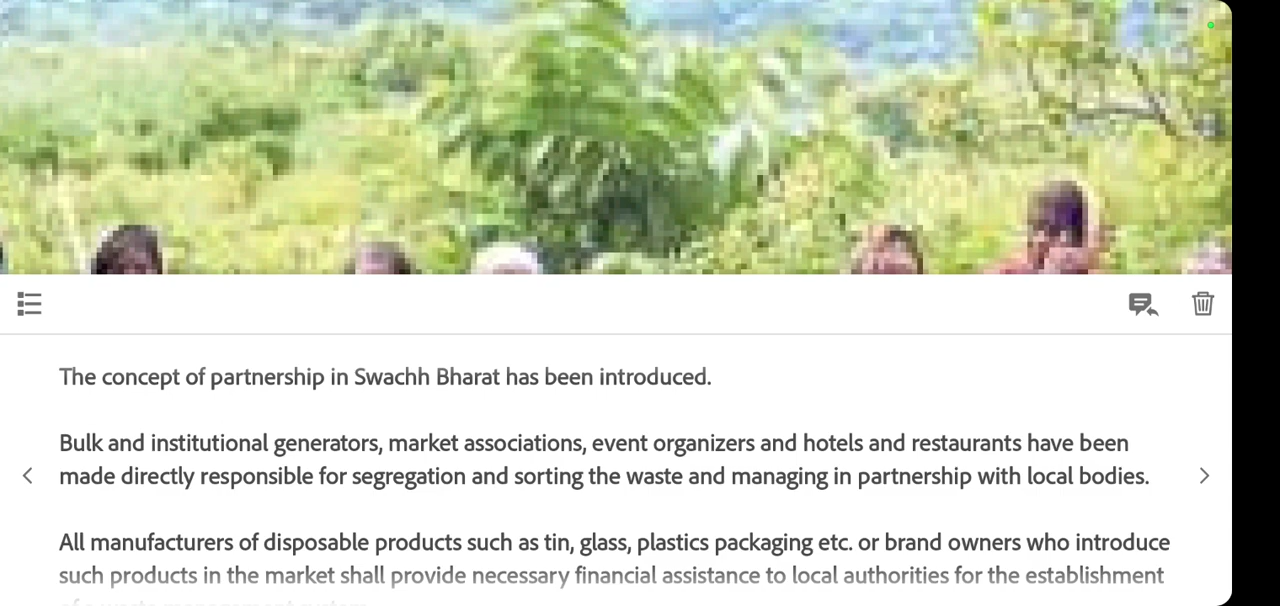 The concept of partnership in Swachh Bharat has been introduced.
Bulk and institutional generators, market associations, event organizers and hotels and restaurants have been
made directly responsible for segregation and sorting the waste and managing in partnership with local bodies.
All manufacturers of disposable products such as tin, glass, plastics packaging etc. or brand owners who introduce
such products in the market shall provide necessary financial assistance to local authorities for the establishment